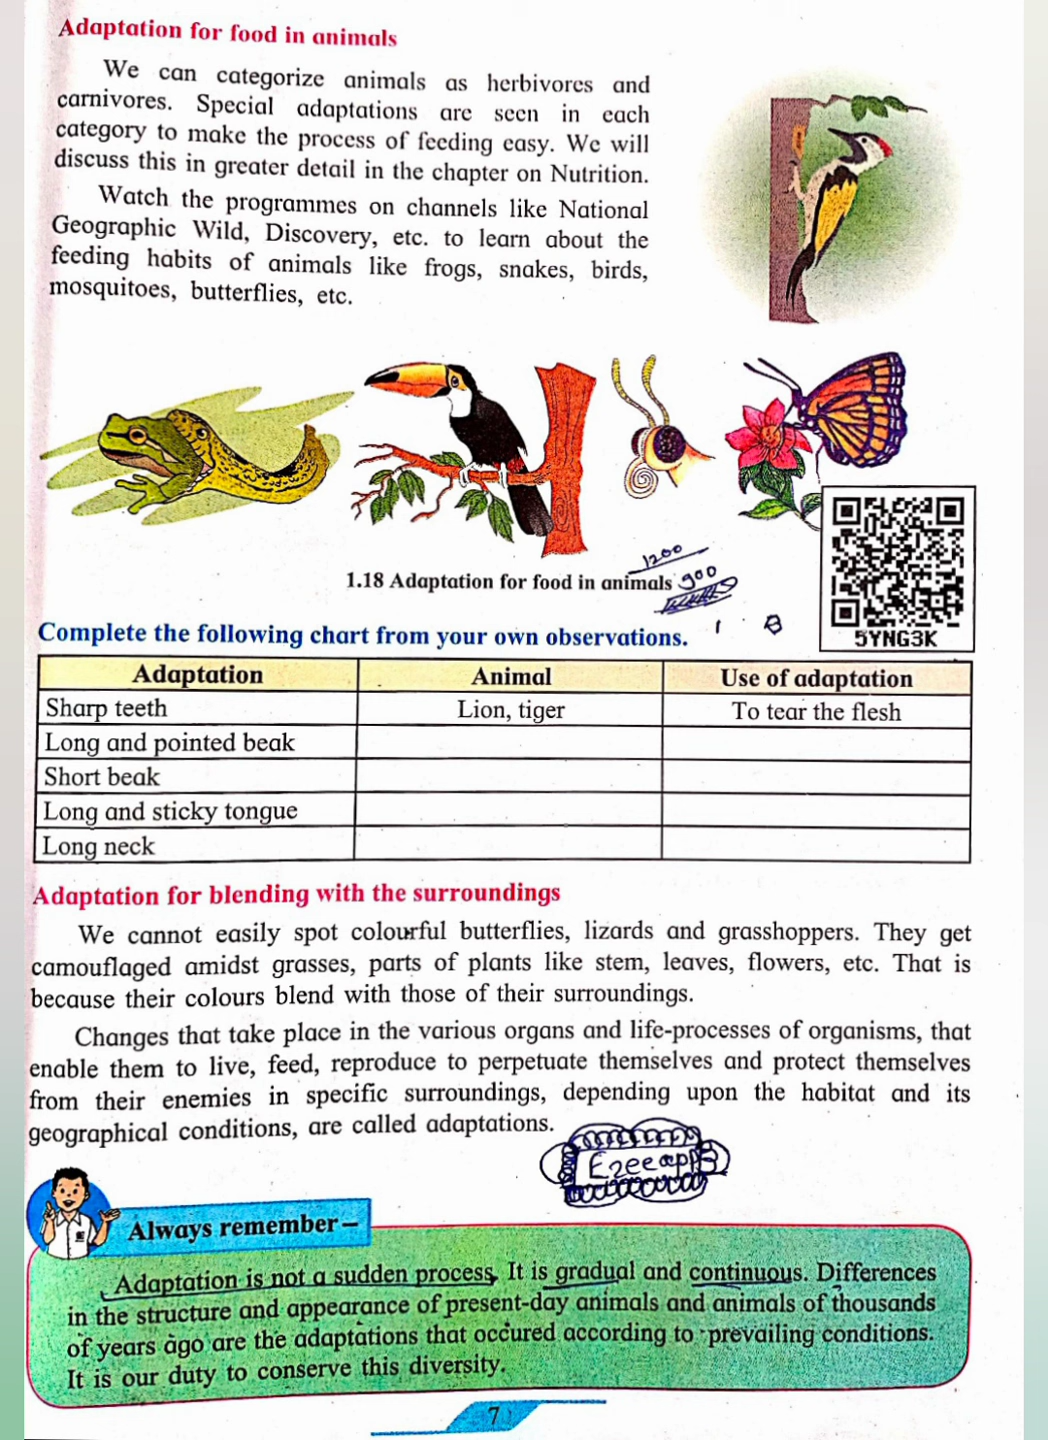 Adaptation for food in animals
We can categorize animals as herbivores and
carnivores. Special adaptations are seen in each
category to make the process of feeding easy. We will
discuss this in greater detail in the chapter on Nutrition.
Watch the programmes on channels like National
Geographic Wild, Discovery, etc. to learn about the
feeding habits of animals like frogs, snakes, birds,
mosquitoes, butterflies, etc.
1200
1.18 Adaptation for food in animals 900
5YNG3K
Complete the following chart from your own observations.
Adaptation Animal Use of adaptation
Sharp teeth Lion, tiger To tear the flesh
Long and pointed beak
Short beak
Long and sticky tongue
Long neck
Adaptation for blending with the surroundings
We cannot easily spot colourful butterflies, lizards and grasshoppers. They get
camouflaged amidst grasses, parts of plants like stem, leaves, flowers, etc. That is
because their colours blend with those of their surroundings.
Changes that take place in the various organs and life-processes of organisms, that
enable them to live, feed, reproduce to perpetuate themselves and protect themselves
from their enemies in specific surroundings, depending upon the habitat and its
geographical conditions, are called adaptations.
Always remember –
Adaptation is not a sudden process. It is gradual and continuous. Differences
in the structure and appearance of present-day animals and animals of thousands
of years ago are the adaptations that occured according to prevailing conditions.
It is our duty to conserve this diversity.
7